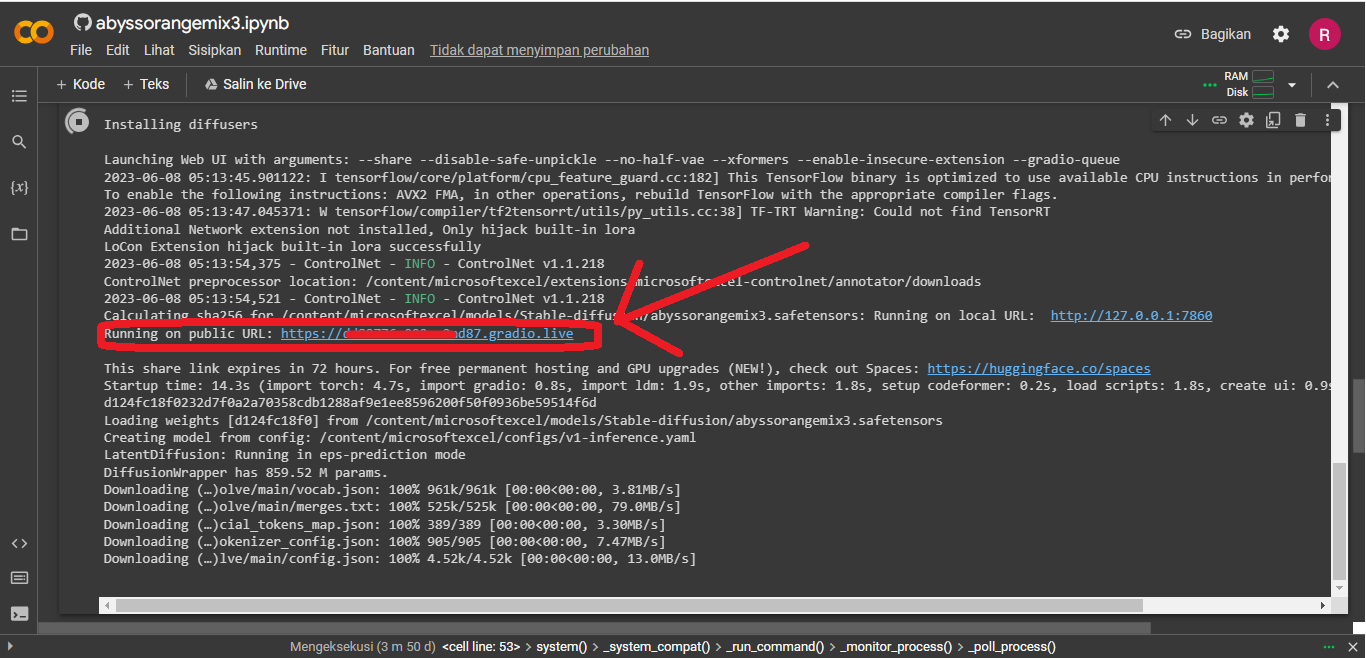 abyssorangemix3.ipynb
File Edit Lihat Sisipkan Runtime Fitur Bantuan Tidak dapat menyimpan perubahan
Bagikan
R
+ Kode + Teks Salin ke Drive
RAM
Disk
Installing diffusers
Launching Web UI with arguments: --share --disable-safe-unpickle --no-half-vae --xformers --enable-insecure-extension --gradio-queue
2023-06-08 05:13:45.901122: I tensorflow/core/platform/cpu_feature_guard.cc:182] This TensorFlow binary is optimized to use available CPU instructions in perfor
To enable the following instructions: AVX2 FMA, in other operations, rebuild TensorFlow with the appropriate compiler flags.
2023-06-08 05:13:47.045371: W tensorflow/compiler/tf2tensorrt/utils/py_utils.cc:38] TF-TRT Warning: Could not find TensorRT
Additional Network extension not installed, Only hijack built-in lora
LoCon Extension hijack built-in lora successfully
2023-06-08 05:13:54,375 - ControlNet - INFO - ControlNet v1.1.218
ControlNet preprocessor location: /content/microsoftexcel/extensions/microsoftexcel-controlnet/annotator/downloads
2023-06-08 05:13:54,521 - ControlNet - INFO - ControlNet v1.1.218
Calculating sha256 for /content/microsoftexcel/models/Stable-diffusion/abyssorangemix3.safetensors: Running on local URL: http://127.0.0.1:7860
Running on public URL: d87.gradio.live
This share link expires in 72 hours. For free permanent hosting and GPU upgrades (NEW!), check out Spaces: https://huggingface.co/spaces
Startup time: 14.3s (import torch: 4.7s, import gradio: 0.8s, import ldm: 1.9s, other imports: 1.8s, setup codeformer: 0.2s, load scripts: 1.8s, create ui: 0.9s
d124fc18f0232d7f0a2a70358cdb1288af9e1ee8596200f50f0936be59514f6d
Loading weights [d124fc18f0] from /content/microsoftexcel/models/Stable-diffusion/abyssorangemix3.safetensors
Creating model from config: /content/microsoftexcel/configs/v1-inference.yaml
LatentDiffusion: Running in eps-prediction mode
DiffusionWrapper has 859.52 M params.
Downloading (…)olve/main/vocab.json: 100% 961k/961k [00:00<00:00, 3.81MB/s]
Downloading (…)olve/main/merges.txt: 100% 525k/525k [00:00<00:00, 79.0MB/s]
Downloading (…)cial_tokens_map.json: 100% 389/389 [00:00<00:00, 3.30MB/s]
Downloading (…)okenizer_config.json: 100% 905/905 [00:00<00:00, 7.47MB/s]
Downloading (…)lve/main/config.json: 100% 4.52k/4.52k [00:00<00:00, 13.0MB/s]
Mengeksekusi (3 m 50 d) <cell line: 53> > system() > _system_compat() > _run_command() > _monitor_process() > _poll_process()